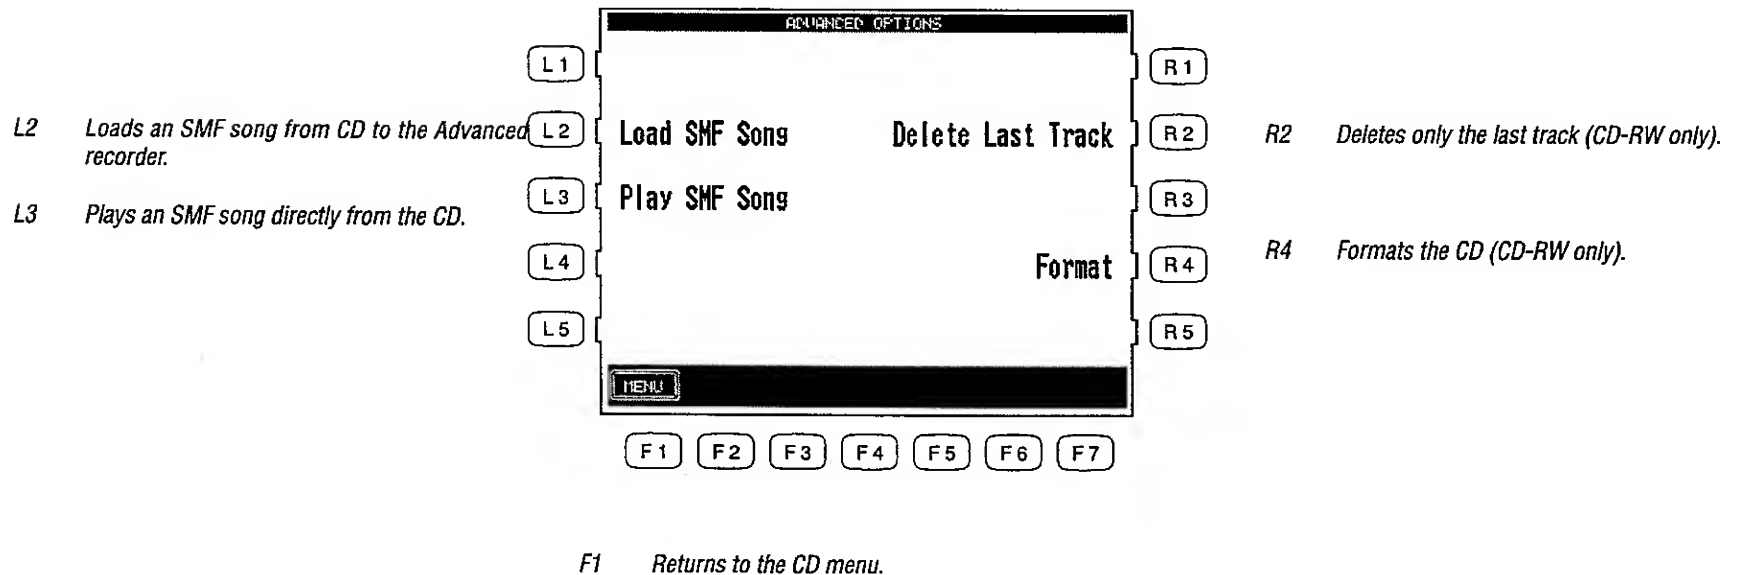 ADVANCED OPTIONS
L1
R1
L2 Loads an SMF song from CD to the Advanced
recorder.
L2
Load SMF Song
Delete Last Track
R2
R2 Deletes only the last track (CD-RW only).
L3 Plays an SMF song directly from the CD.
L3
Play SMF Song
R3
L4
Format
R4
R4 Formats the CD (CD-RW only).
L5
R5
MENU
F1 F2 F3 F4 F5 F6 F7
F1 Returns to the CD menu.